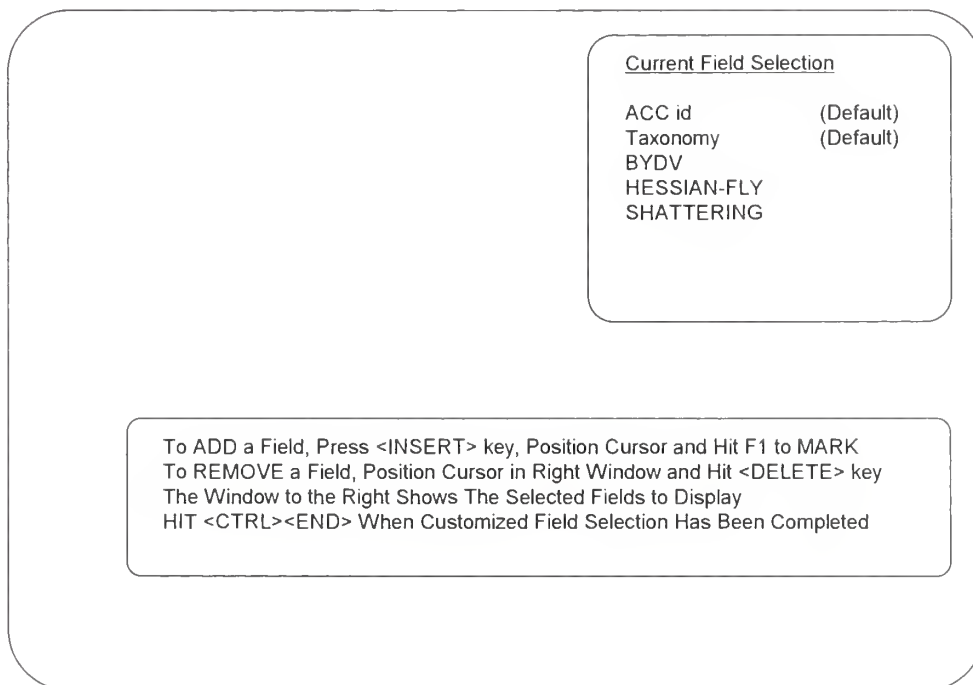 Current Field Selection
ACC id (Default)
Taxonomy (Default)
BYDV
HESSIAN-FLY
SHATTERING
To ADD a Field, Press <INSERT> key, Position Cursor and Hit F1 to MARK
To REMOVE a Field, Position Cursor in Right Window and Hit <DELETE> key
The Window to the Right Shows The Selected Fields to Display
HIT <CTRL><END> When Customized Field Selection Has Been Completed